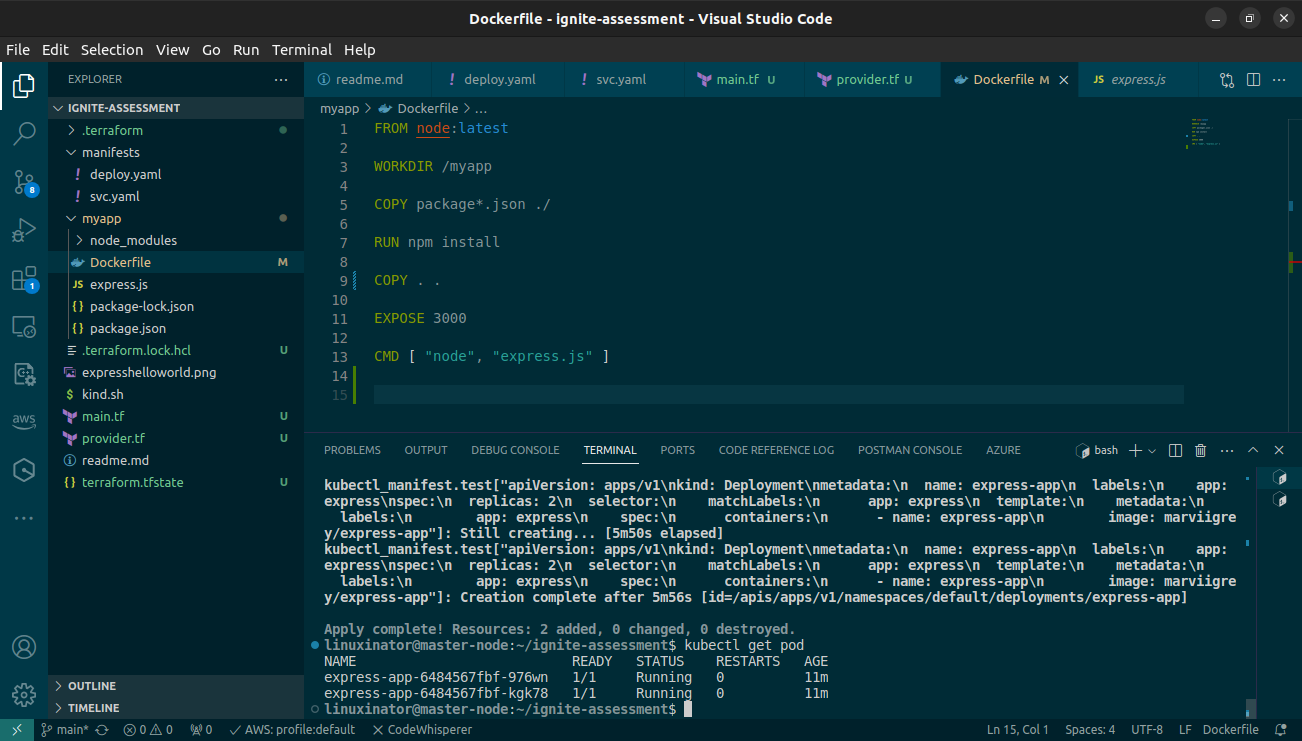 Dockerfile - ignite-assessment - Visual Studio Code
File Edit Selection View Go Run Terminal Help
EXPLORER
IGNITE-ASSESSMENT
.terraform
manifests
! deploy.yaml
! svc.yaml
myapp
node_modules
Dockerfile M
JS express.js
{} package-lock.json
{} package.json
.terraform.lock.hcl U
expresshelloworld.png
$ kind.sh
main.tf U
provider.tf U
readme.md
{} terraform.tfstate U
OUTLINE
TIMELINE
8
1
aws
readme.md ! deploy.yaml ! svc.yaml main.tf U provider.tf U Dockerfile M JS express.js
myapp > Dockerfile > ...
1 FROM node:latest
2
3 WORKDIR /myapp
4
5 COPY package*.json ./
6
7 RUN npm install
8
9 COPY . .
10
11 EXPOSE 3000
12
13 CMD [ "node", "express.js" ]
14
15
PROBLEMS OUTPUT DEBUG CONSOLE TERMINAL PORTS CODE REFERENCE LOG POSTMAN CONSOLE AZURE bash
kubectl_manifest.test["apiVersion: apps/v1\nkind: Deployment\nmetadata:\n  name: express-app\n  labels:\n    app:
express\nspec:\n  replicas: 2\n  selector:\n    matchLabels:\n      app: express\n  template:\n    metadata:\n
  labels:\n        app: express\n    spec:\n      containers:\n      - name: express-app\n        image: marviigre
y/express-app"]: Still creating... [5m50s elapsed]
kubectl_manifest.test["apiVersion: apps/v1\nkind: Deployment\nmetadata:\n  name: express-app\n  labels:\n    app:
express\nspec:\n  replicas: 2\n  selector:\n    matchLabels:\n      app: express\n  template:\n    metadata:\n
  labels:\n        app: express\n    spec:\n      containers:\n      - name: express-app\n        image: marviigre
y/express-app"]: Creation complete after 5m56s [id=/apis/apps/v1/namespaces/default/deployments/express-app]
Apply complete! Resources: 2 added, 0 changed, 0 destroyed.
linuxinator@master-node:~/ignite-assessment$ kubectl get pod
NAME READY STATUS RESTARTS AGE
express-app-6484567fbf-976wn 1/1 Running 0 11m
express-app-6484567fbf-kgk78 1/1 Running 0 11m
linuxinator@master-node:~/ignite-assessment$
main* 0 0 0 AWS: profile:default CodeWhisperer Ln 15, Col 1 Spaces: 4 UTF-8 LF Dockerfile